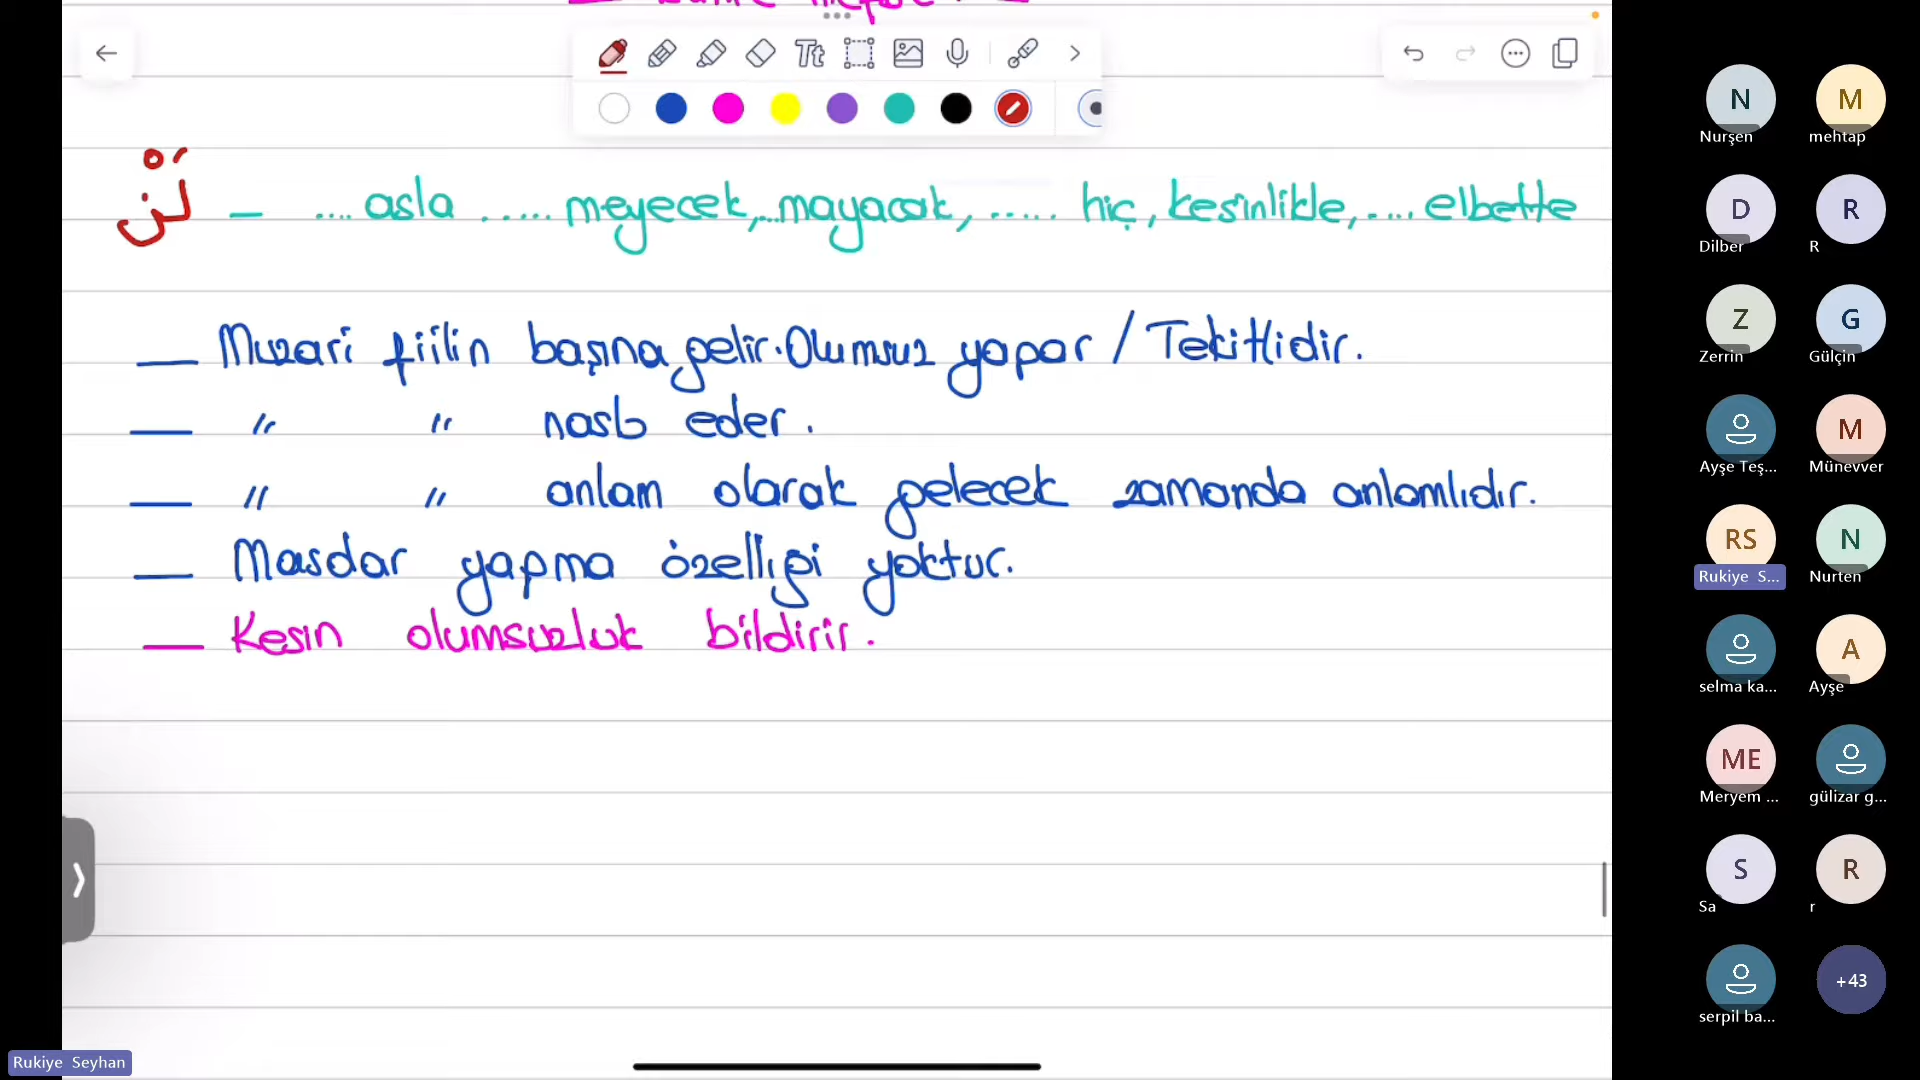 لَنْ — .... asla ..... meyecek, ... mayacak, ..... hiç, kesinlikle, .... elbette
— Muzari fiilin başına gelir. Olumsuz yapar / Tekitlidir.
— " " nasb eder.
— " " anlam olarak gelecek zamanda anlamlıdır.
— Masdar yapma özelliği yoktur.
— Kesin olumsuzluk bildirir.
Tt
N M
Nurşen mehtap
D R
Dilber R
Z G
Zerrin Gülçin
M
Ayşe Teş... Münevver
RS N
Rukiye S... Nurten
A
selma ka... Ayşe
ME
Meryem ... gülizar g...
S R
Sa r
+43
serpil ba...
Rukiye Seyhan